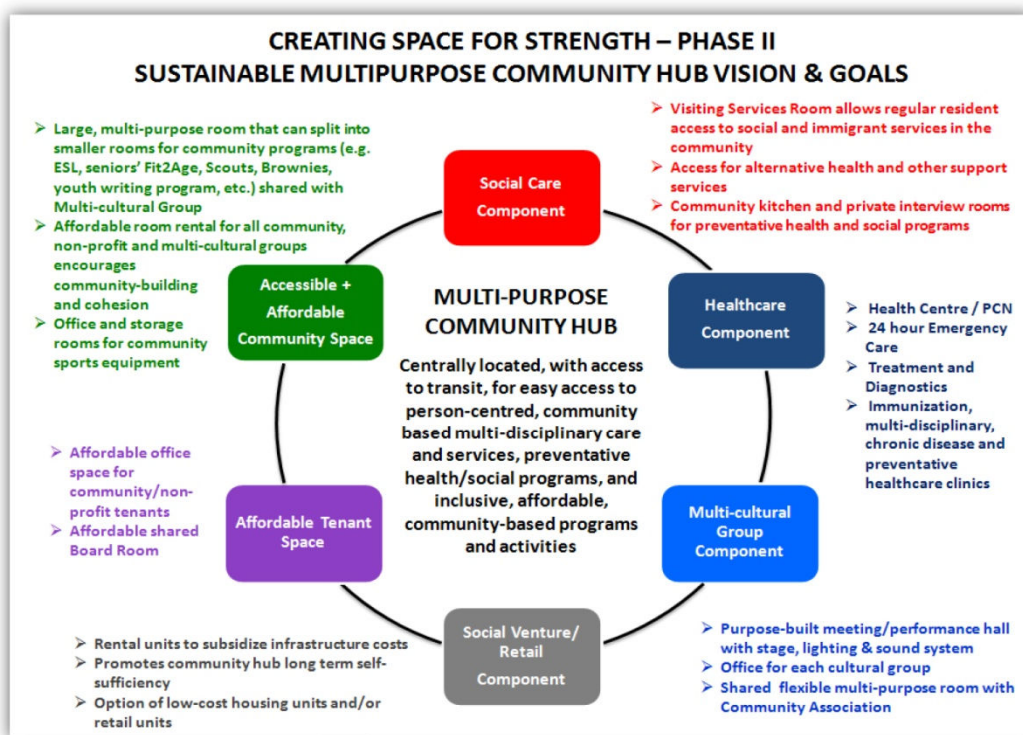 CREATING SPACE FOR STRENGTH – PHASE II
SUSTAINABLE MULTIPURPOSE COMMUNITY HUB VISION & GOALS
➢ Large, multi-purpose room that can split into
smaller rooms for community programs (e.g.
ESL, seniors' Fit2Age, Scouts, Brownies,
youth writing program, etc.) shared with
Multi-cultural Group
➢ Affordable room rental for all community,
non-profit and multi-cultural groups
encourages
community-building
and cohesion
➢ Office and storage
rooms for community
sports equipment
Social Care
Component
➢ Visiting Services Room allows regular resident
access to social and immigrant services in the
community
➢ Access for alternative health and other support
services
➢ Community kitchen and private interview rooms
for preventative health and social programs
Accessible +
Affordable
Community Space
MULTI-PURPOSE
COMMUNITY HUB
Centrally located, with access
to transit, for easy access to
person-centred, community
based multi-disciplinary care
and services, preventative
health/social programs, and
inclusive, affordable,
community-based programs
and activities
Healthcare
Component
➢ Health Centre / PCN
➢ 24 hour Emergency
Care
➢ Treatment and
Diagnostics
➢ Immunization,
multi-disciplinary,
chronic disease and
preventative
healthcare clinics
➢ Affordable office
space for
community/non-
profit tenants
➢ Affordable shared
Board Room
Affordable Tenant
Space
Multi-cultural
Group
Component
➢ Rental units to subsidize infrastructure costs
➢ Promotes community hub long term self-
sufficiency
➢ Option of low-cost housing units and/or
retail units
Social Venture/
Retail
Component
➢ Purpose-built meeting/performance hall
with stage, lighting & sound system
➢ Office for each cultural group
➢ Shared flexible multi-purpose room with
Community Association